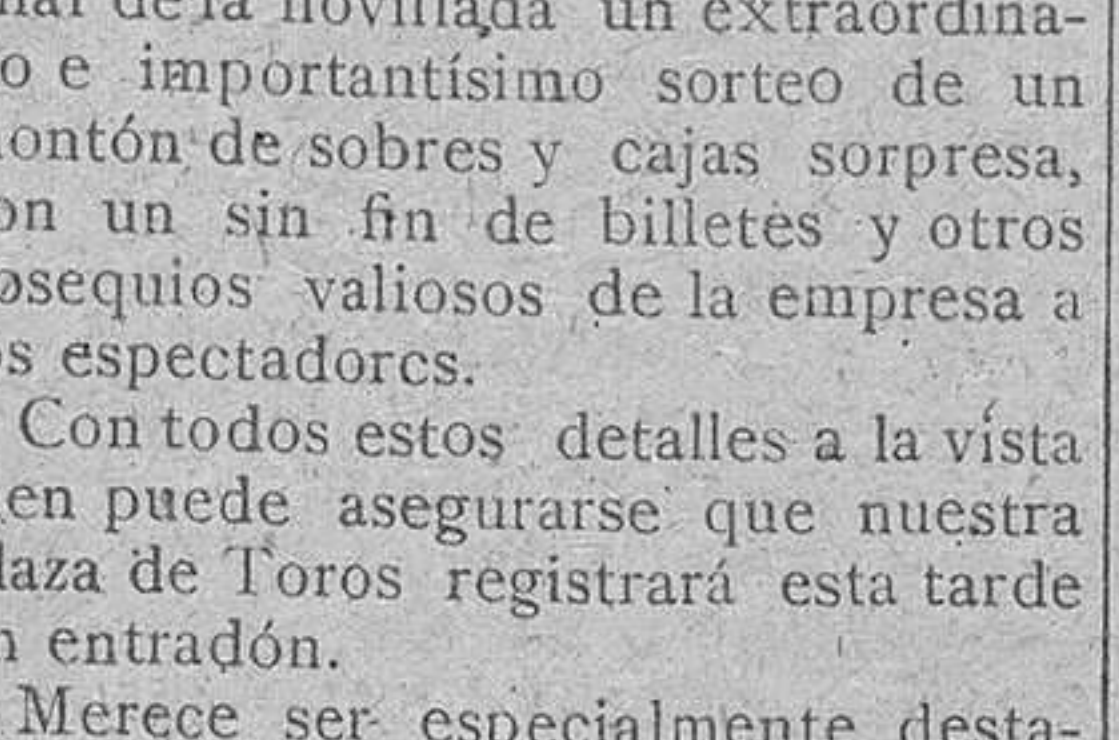 nal de la novillada un extraordina-
o e importantísimo sorteo de un
ontón de sobres y cajas sorpresa,
on un sin fin de billetes y otros
osequios valiosos de la empresa a
os espectadorcs.
Con todos estos detalles a la vista
en puede asegurarse que nuestra
laza de Toros registrará esta tarde
n entradón.
Merece ser especialmente desta-